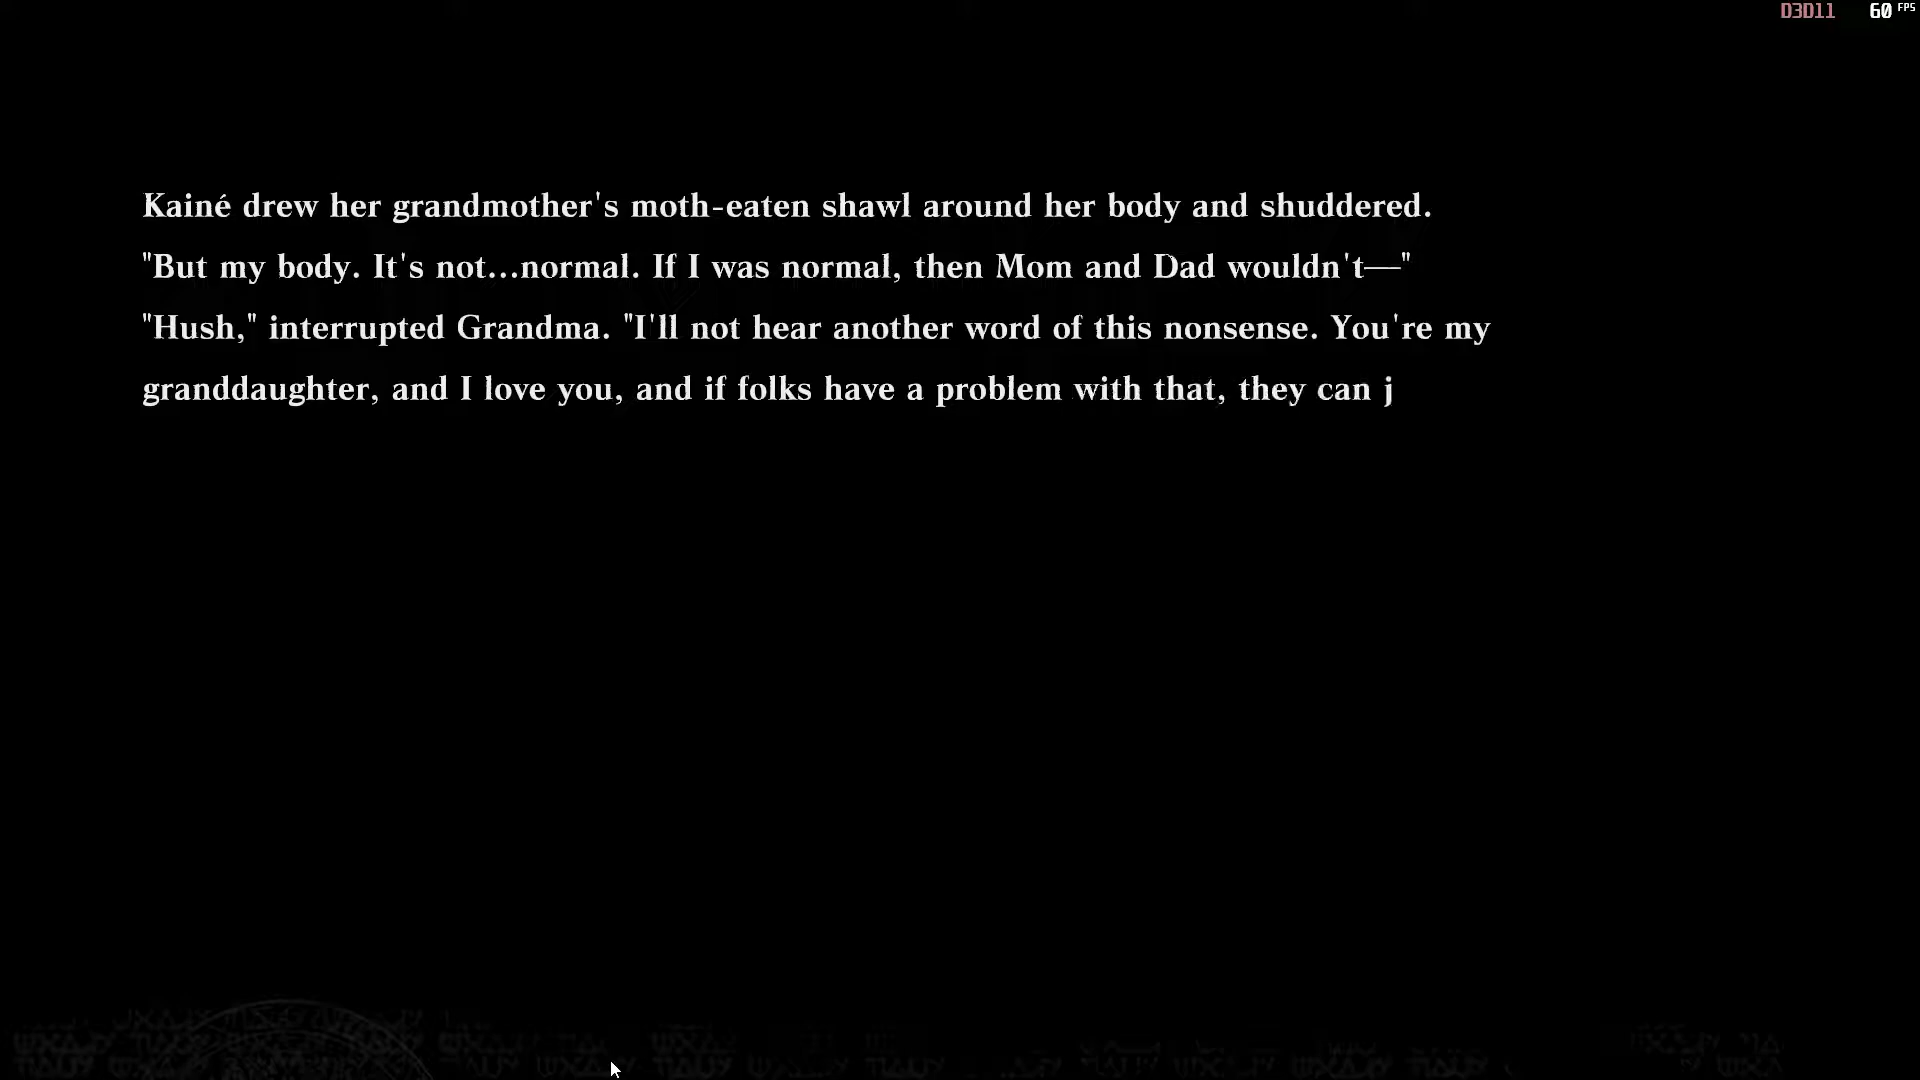 D3D11 60 FPS
Kainé drew her grandmother's moth-eaten shawl around her body and shuddered.
"But my body. It's not...normal. If I was normal, then Mom and Dad wouldn't—"
"Hush," interrupted Grandma. "I'll not hear another word of this nonsense. You're my
granddaughter, and I love you, and if folks have a problem with that, they can j